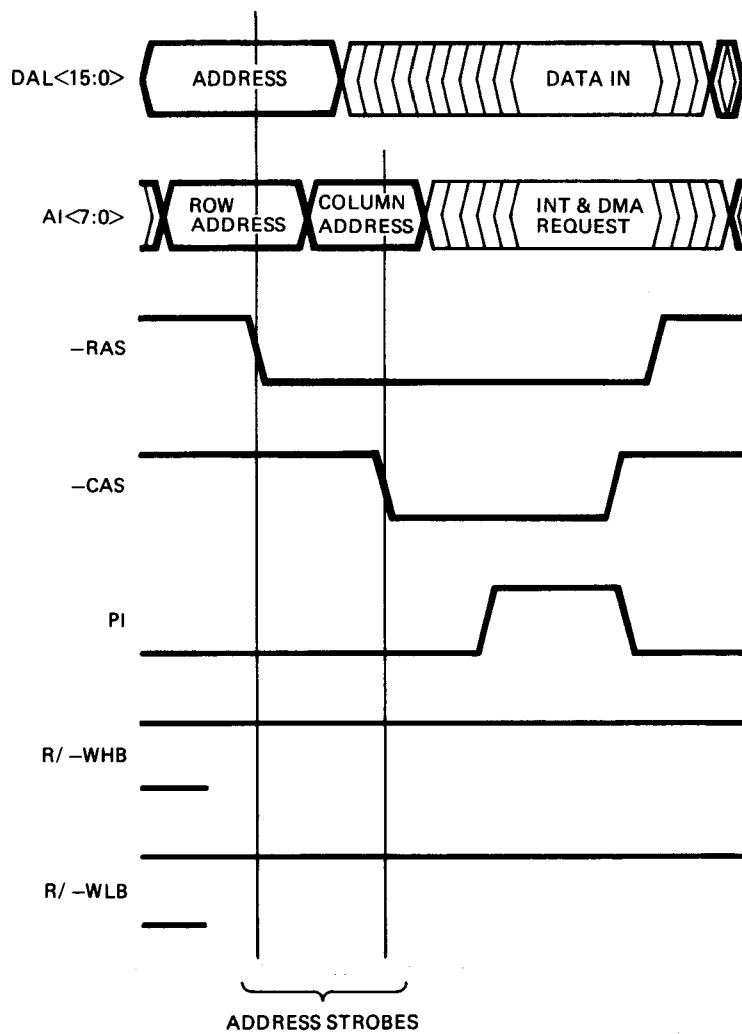 DAL<15:0>
ADDRESS
DATA IN
AI<7:0>
ROW
ADDRESS
COLUMN
ADDRESS
INT & DMA
REQUEST
—RAS
—CAS
PI
R/ —WHB
R/ —WLB
ADDRESS STROBES